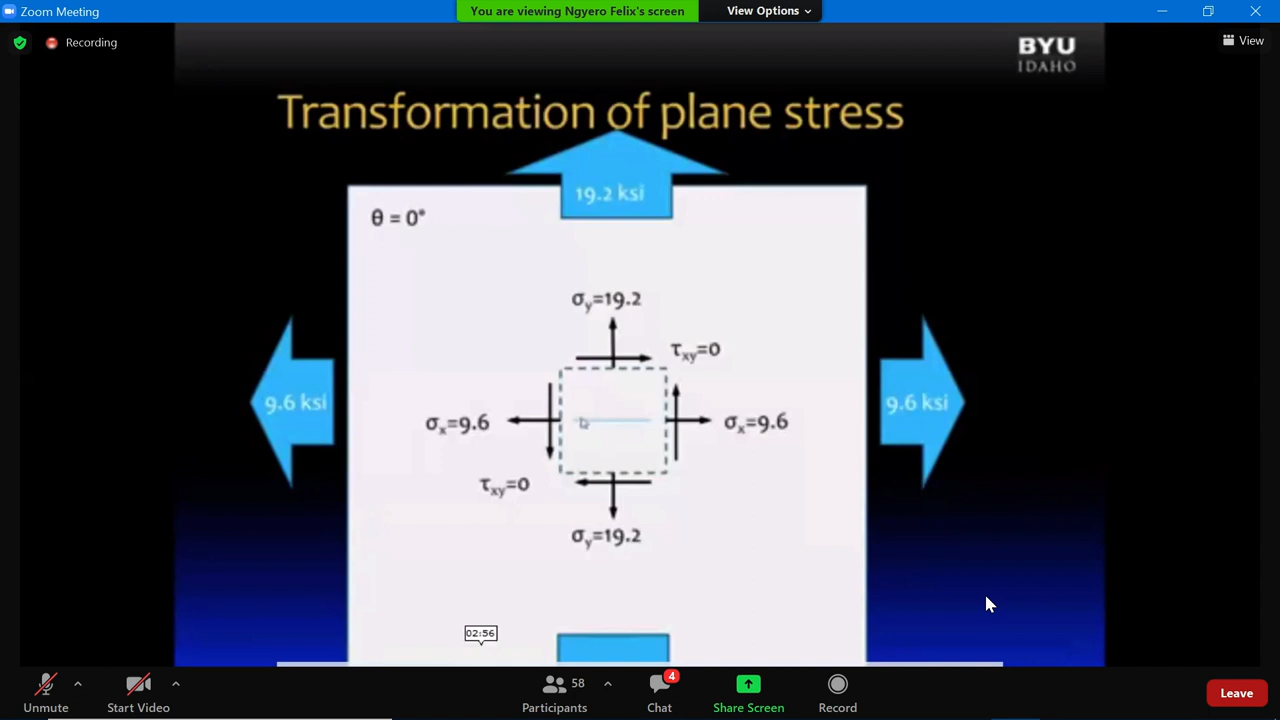 Zoom Meeting
You are viewing Ngyero Felix's screen
View Options
Recording
View
BYU
IDAHO
Transformation of plane stress
19.2 ksi
θ = 0°
σy=19.2
τxy=0
9.6 ksi
σx=9.6
σx=9.6
9.6 ksi
τxy=0
σy=19.2
02:56
Unmute
Start Video
58
Participants
4
Chat
Share Screen
Record
Leave